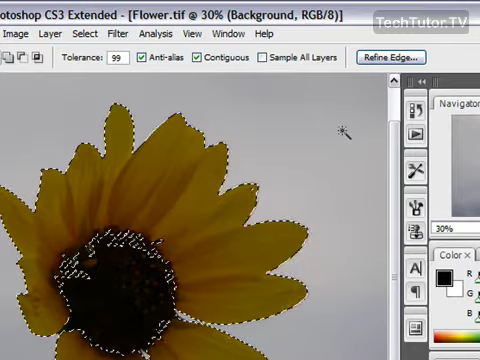 hotoshop CS3 Extended - [Flower.tif @ 30% (Background, RGB/8)]
TechTutor.TV
Image Layer Select Filter Analysis View Window Help
Tolerance: 99 Anti-alias Contiguous Sample All Layers Refine Edge...
Navigator
30%
Color ×
R
G
B